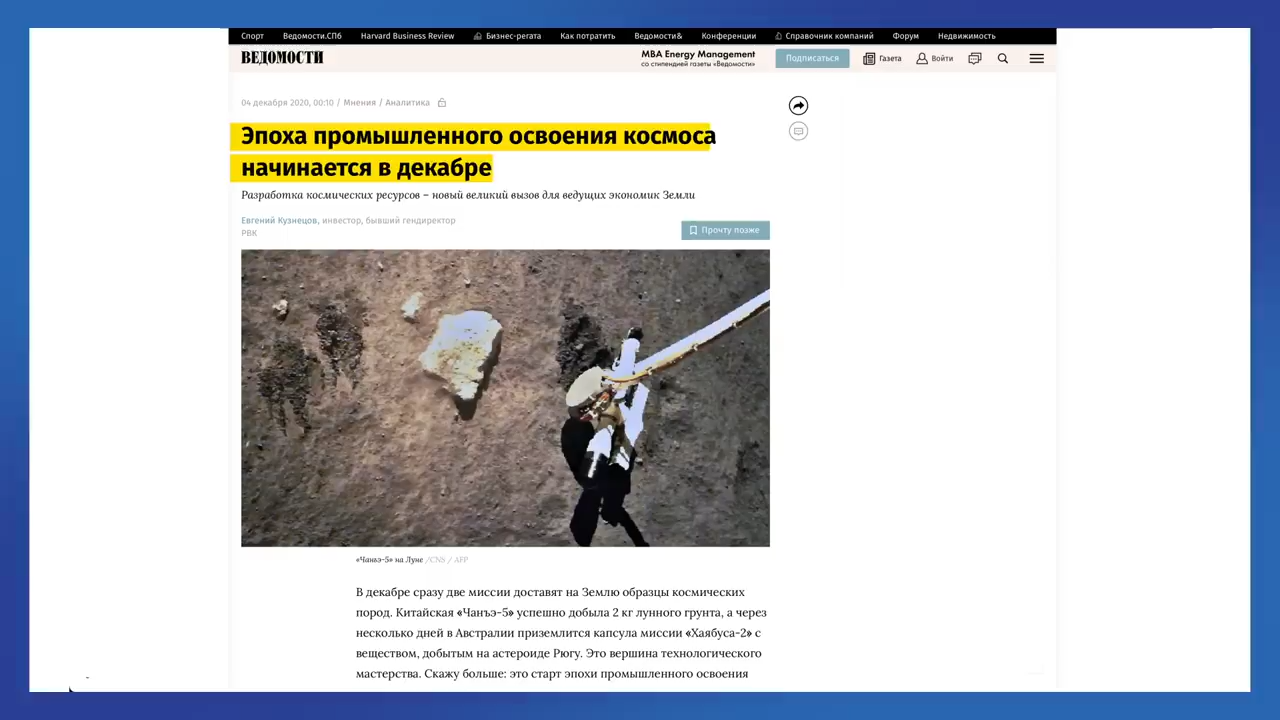 Спорт Ведомости.СПб Harvard Business Review Бизнес-регата Как потратить Ведомости& Конференции Справочник компаний Форум Недвижимость
ВЕДОМОСТИ
MBA Energy Management
со стипендией газеты «Ведомости»
Подписаться Газета Войти
04 декабря 2020, 00:10 / Мнения / Аналитика
Эпоха промышленного освоения космоса
начинается в декабре
Разработка космических ресурсов – новый великий вызов для ведущих экономик Земли
Евгений Кузнецов, инвестор, бывший гендиректор
РВК
Прочту позже
«Чанъэ-5» на Луне /CNS / AFP
В декабре сразу две миссии доставят на Землю образцы космических
пород. Китайская «Чанъэ-5» успешно добыла 2 кг лунного грунта, а через
несколько дней в Австралии приземлится капсула миссии «Хаябуса-2» с
веществом, добытым на астероиде Рюгу. Это вершина технологического
мастерства. Скажу больше: это старт эпохи промышленного освоения